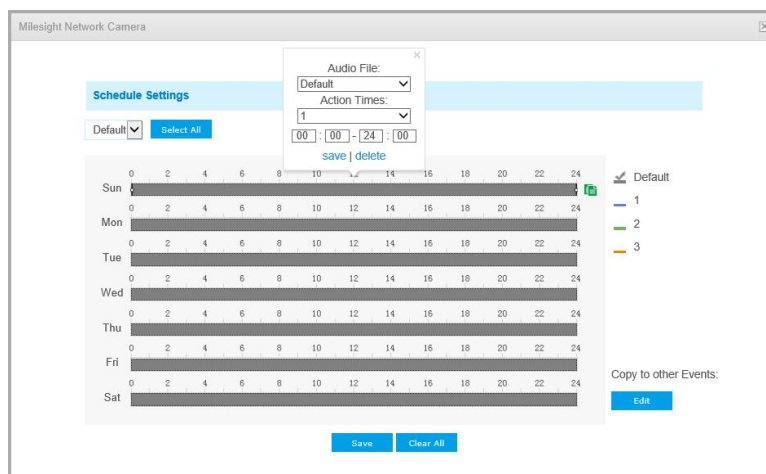 Milesight Network Camera
Audio File:
Default
Action Times:
1
00 : 00 - 24 : 00
save | delete
Schedule Settings
Default
Select All
0 2 4 6 8 10 12 14 16 18 20 22 24
Sun
0 2 4 6 8 10 12 14 16 18 20 22 24
Mon
0 2 4 6 8 10 12 14 16 18 20 22 24
Tue
0 2 4 6 8 10 12 14 16 18 20 22 24
Wed
0 2 4 6 8 10 12 14 16 18 20 22 24
Thu
0 2 4 6 8 10 12 14 16 18 20 22 24
Fri
0 2 4 6 8 10 12 14 16 18 20 22 24
Sat
Default
1
2
3
Copy to other Events:
Edit
Save
Clear All